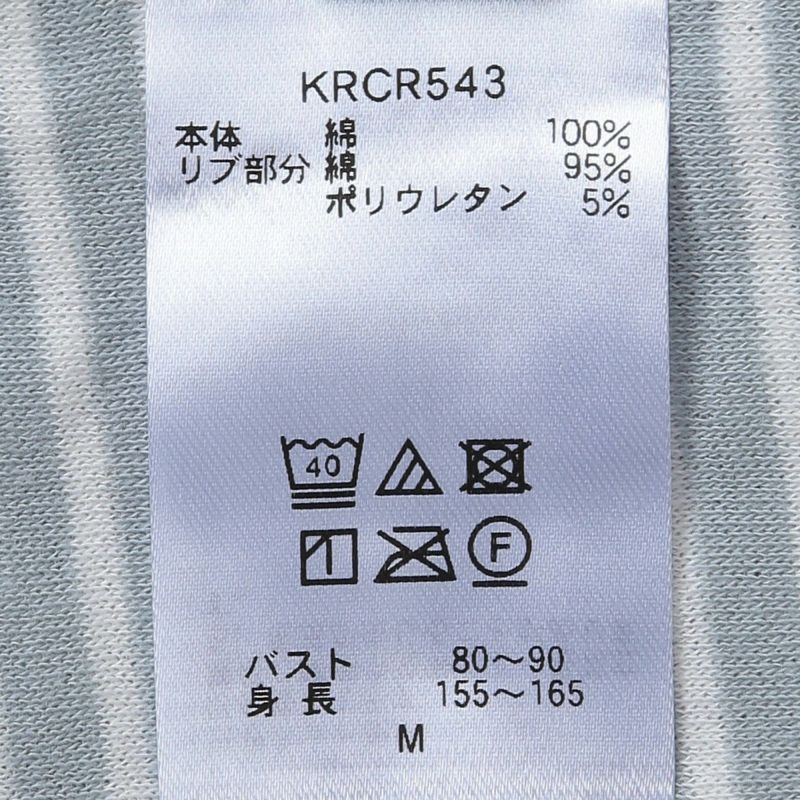 KRCR543
本体 綿 100%
リブ部分 綿 95%
ポリウレタン 5%
40
F
バスト 80~90
身長 155~165
M